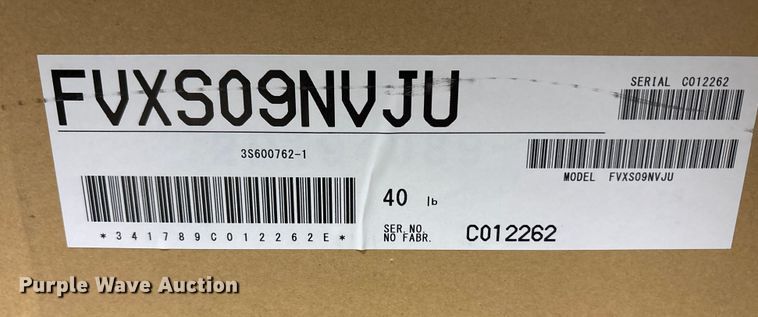 FVXS09NVJU
SERIAL C012262
3S600762-1
MODEL FVXS09NVJU
40 lb
*341789C012262E*
SER.NO.
NO FABR. C012262
Purple Wave Auction